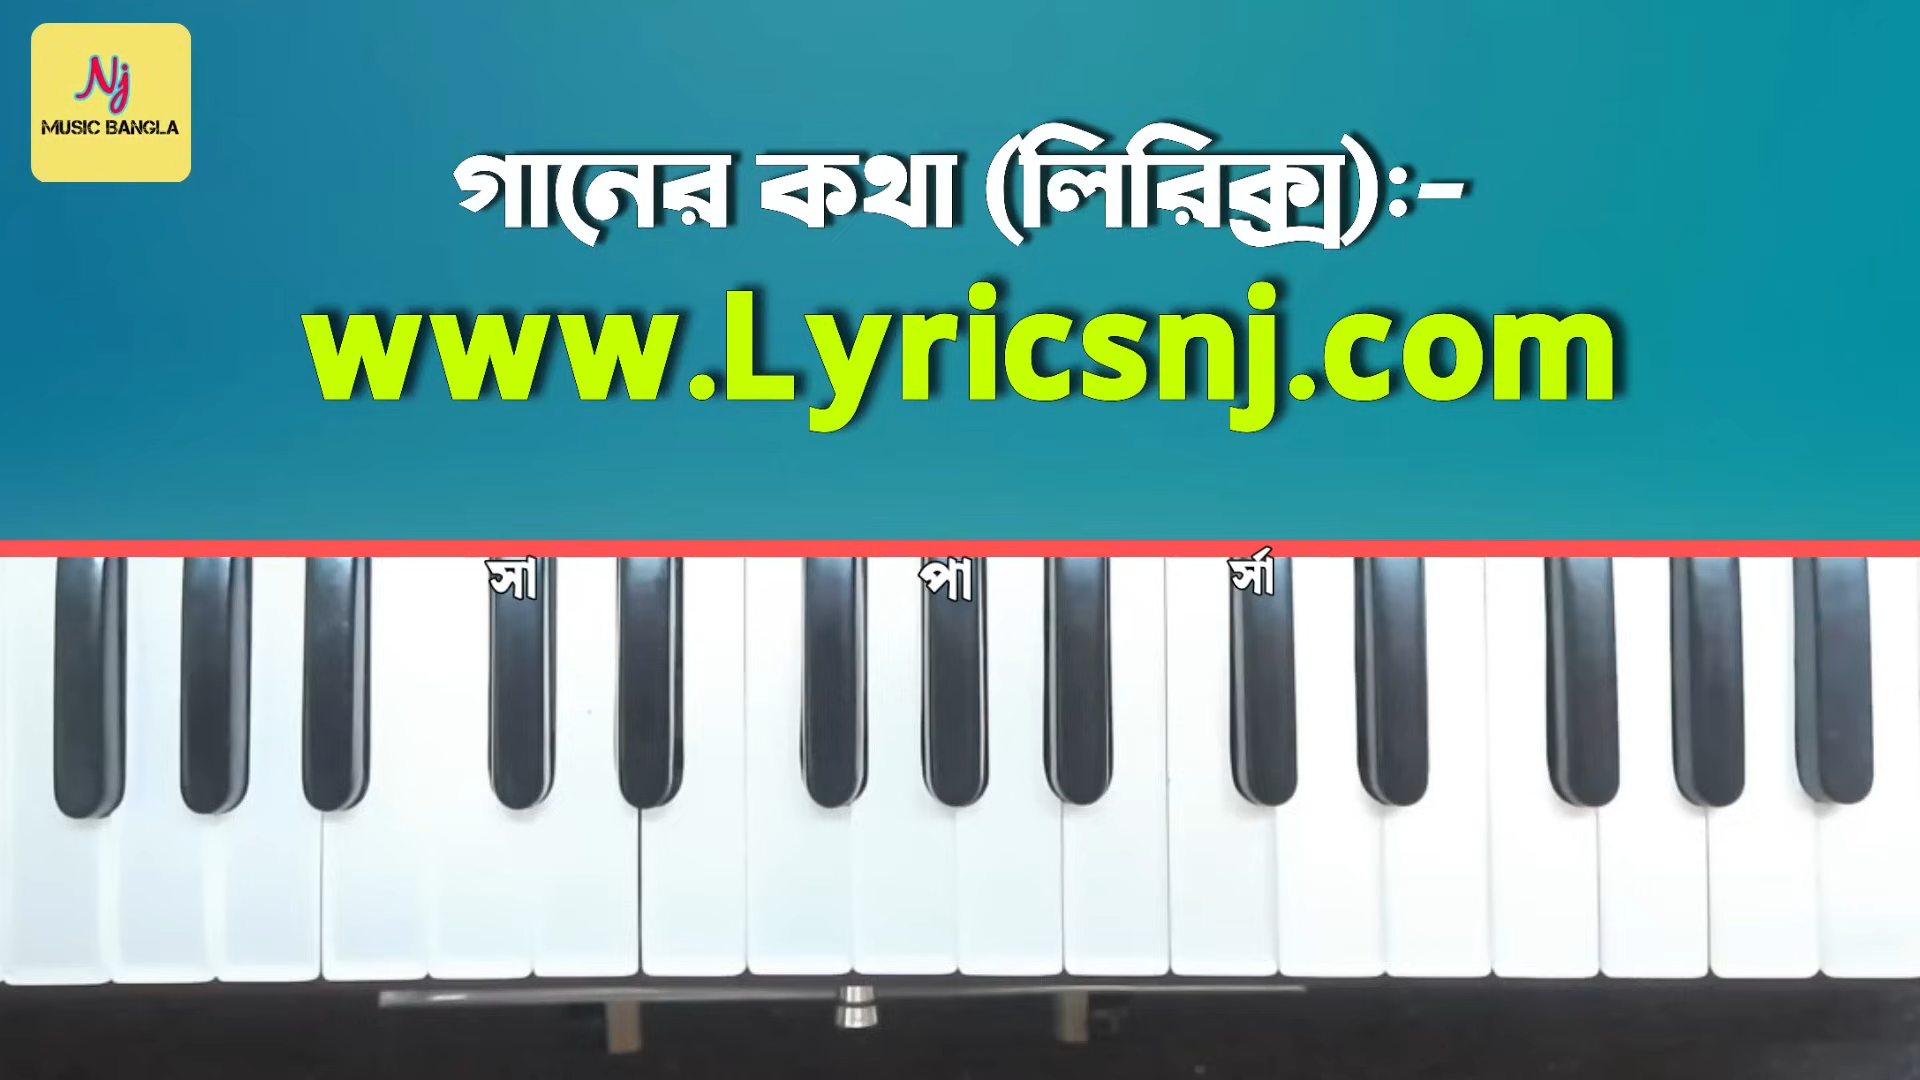 Nj
MUSIC BANGLA
গানের কথা (লিরিক্স):-
www.Lyricsnj.com
সা পা র্সা